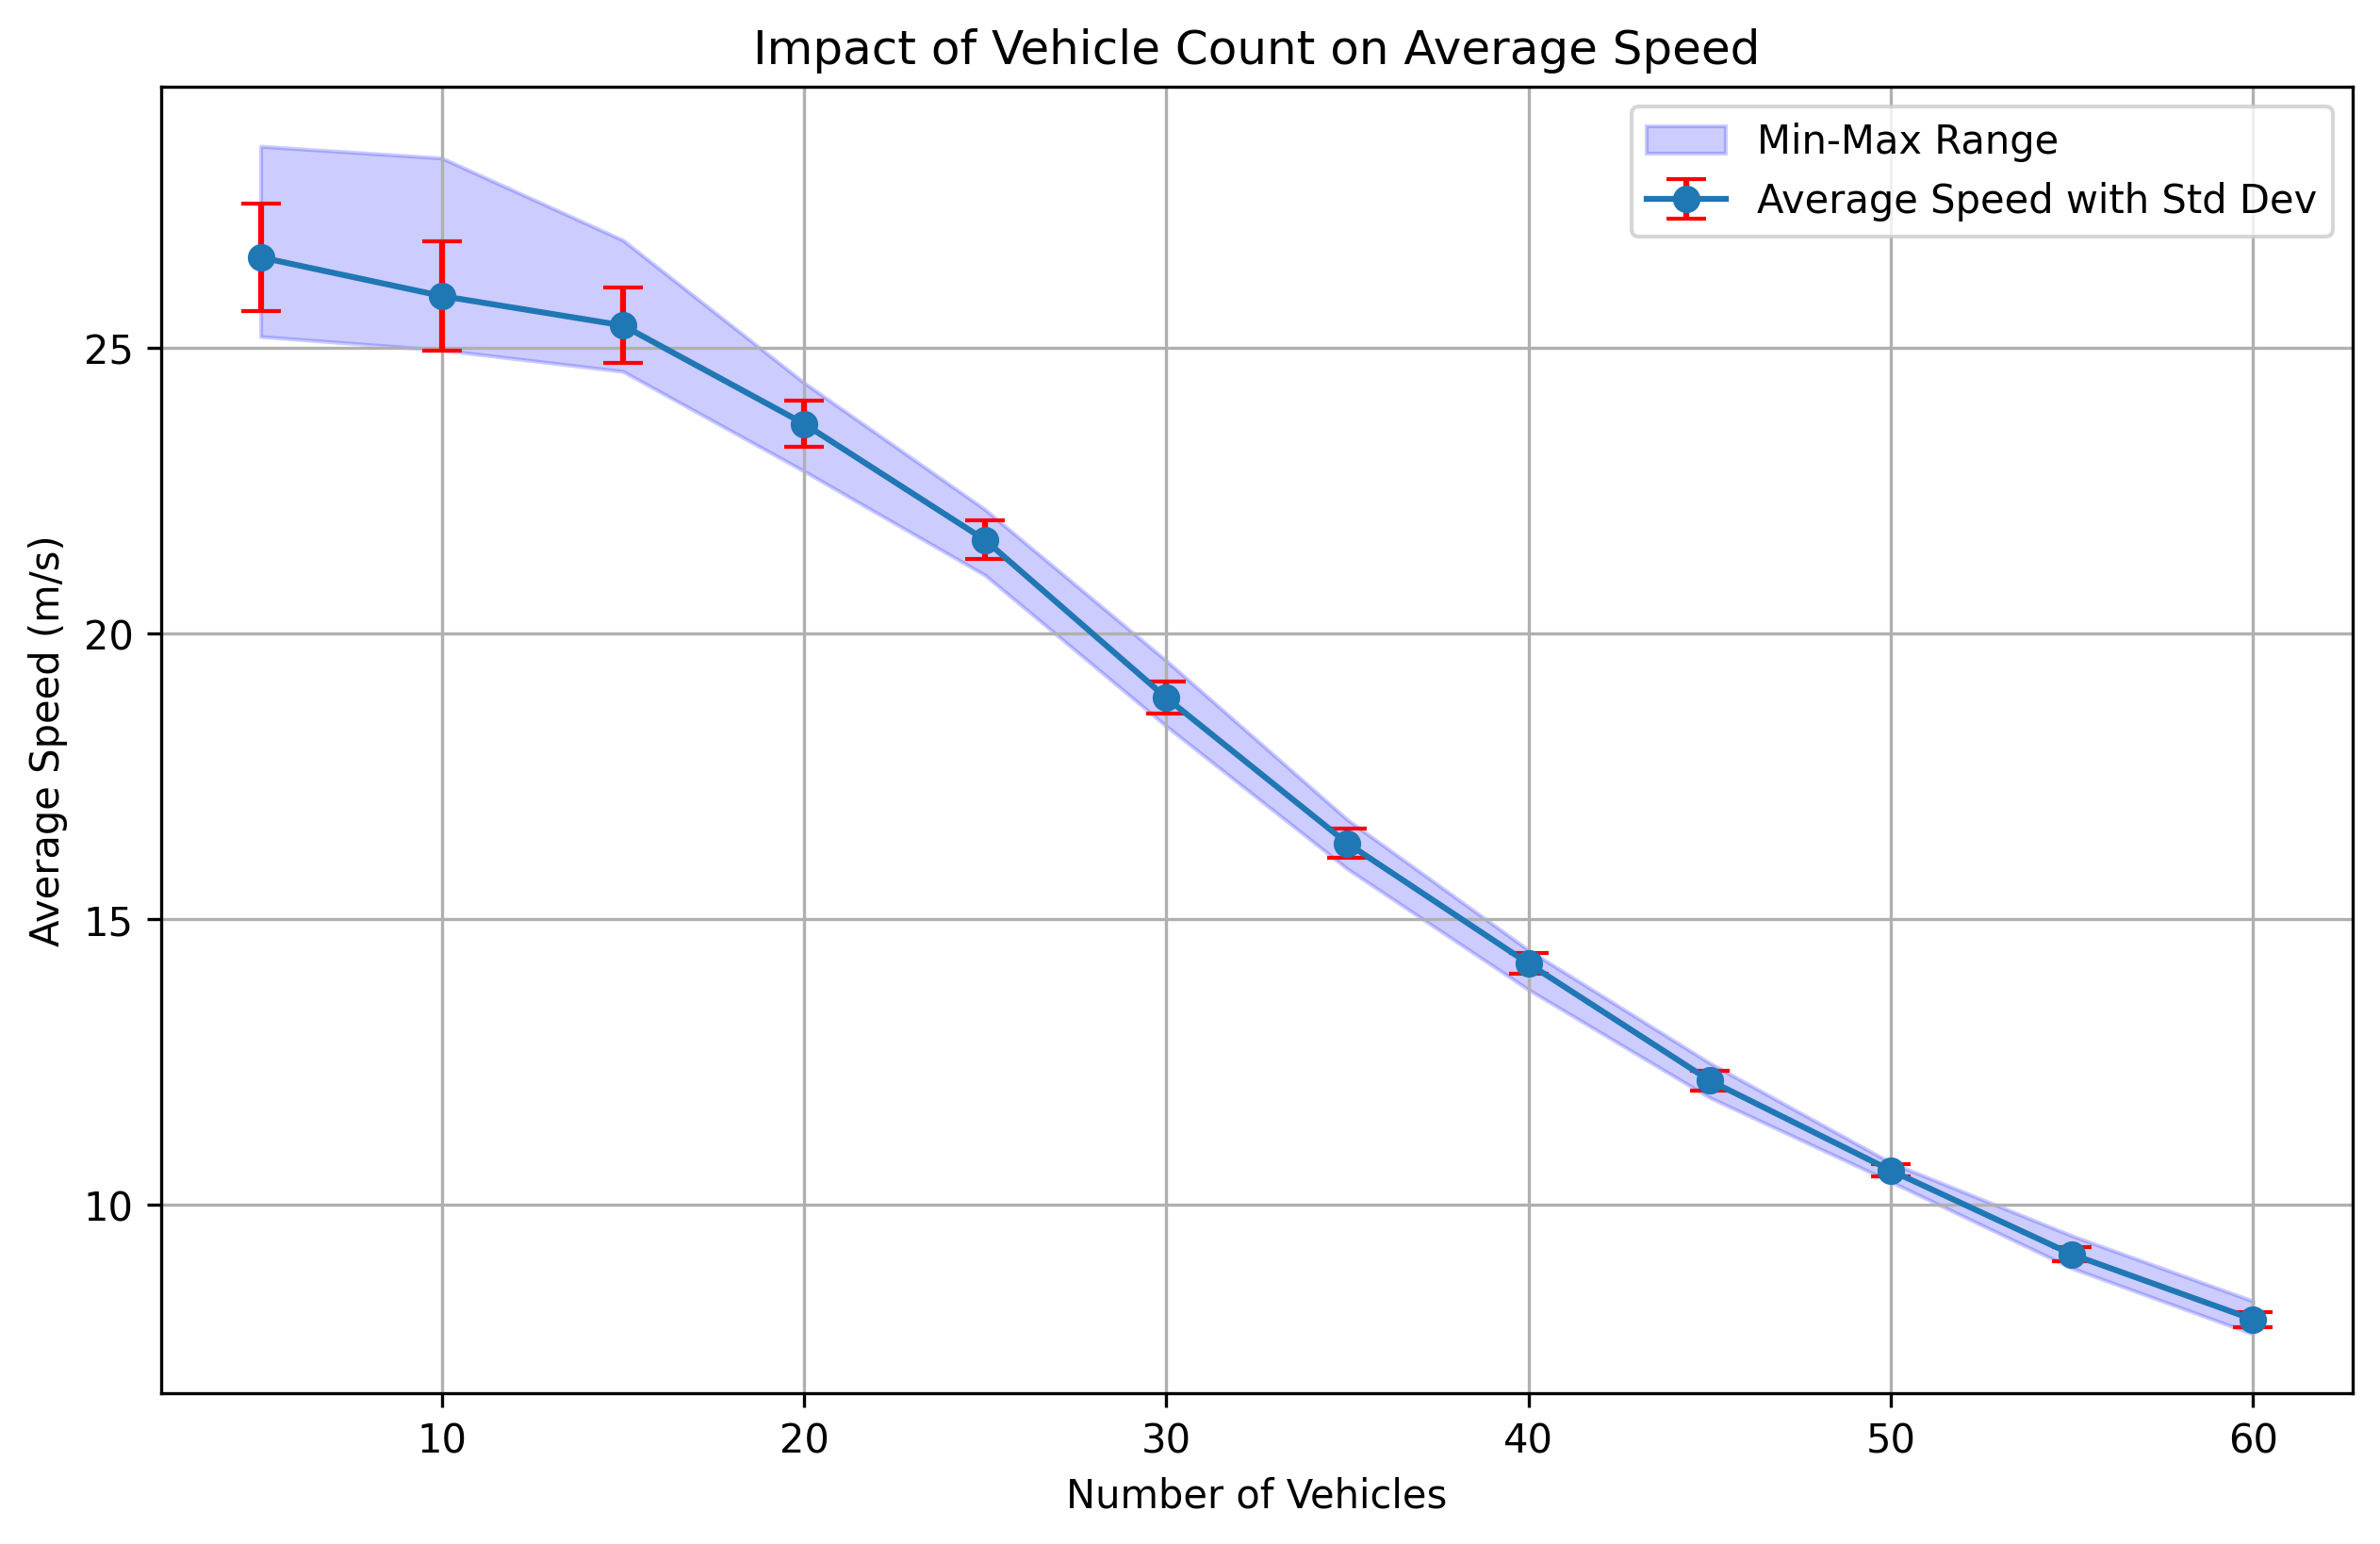 Impact of Vehicle Count on Average Speed
Min-Max Range
Average Speed with Std Dev
Average Speed (m/s)
25
20
15
10
10 20 30 40 50 60
Number of Vehicles